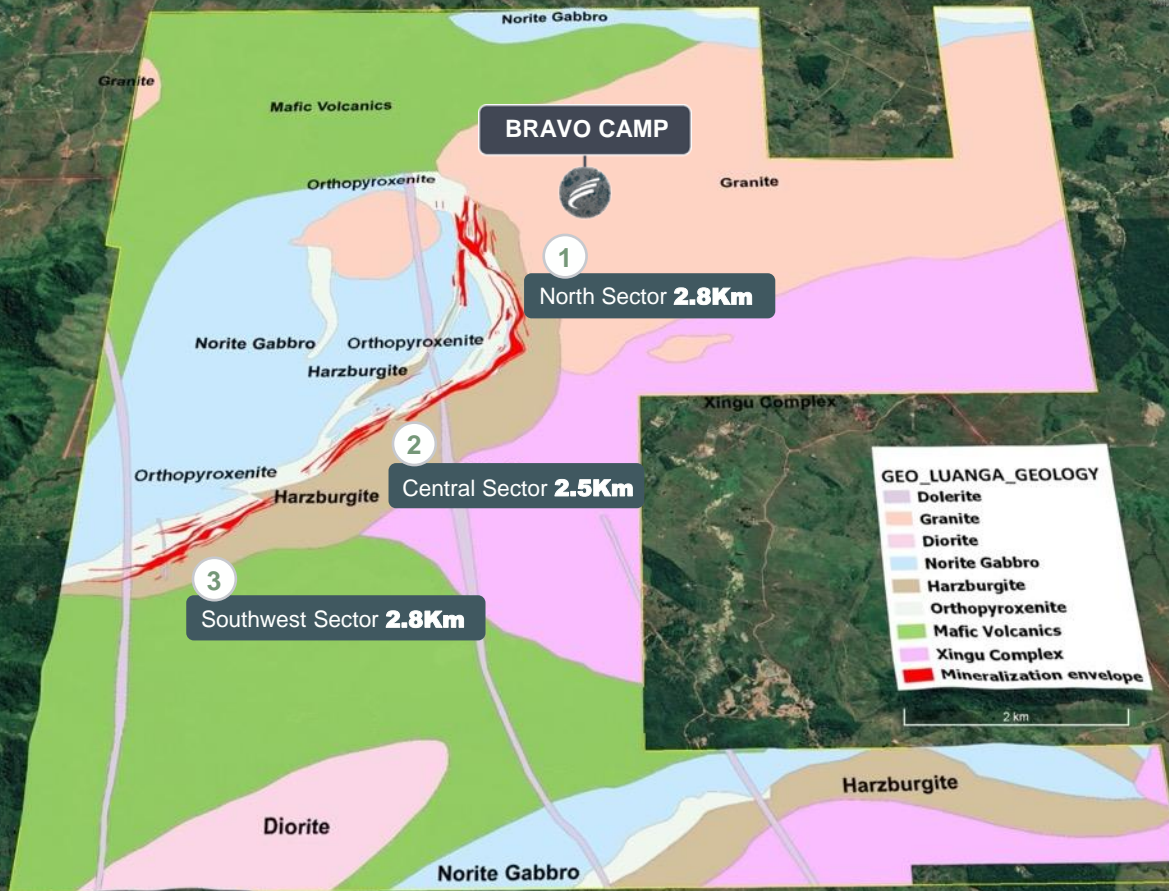 Norite Gabbro
Granite
Mafic Volcanics
BRAVO CAMP
Orthopyroxenite
Granite
1
North Sector 2.8Km
Norite Gabbro
Orthopyroxenite
Harzburgite
Xingu Complex
2
Central Sector 2.5Km
Orthopyroxenite
Harzburgite
3
Southwest Sector 2.8Km
GEO_LUANGA_GEOLOGY
Dolerite
Granite
Diorite
Norite Gabbro
Harzburgite
Orthopyroxenite
Mafic Volcanics
Xingu Complex
Mineralization envelope
2 km
Harzburgite
Diorite
Norite Gabbro